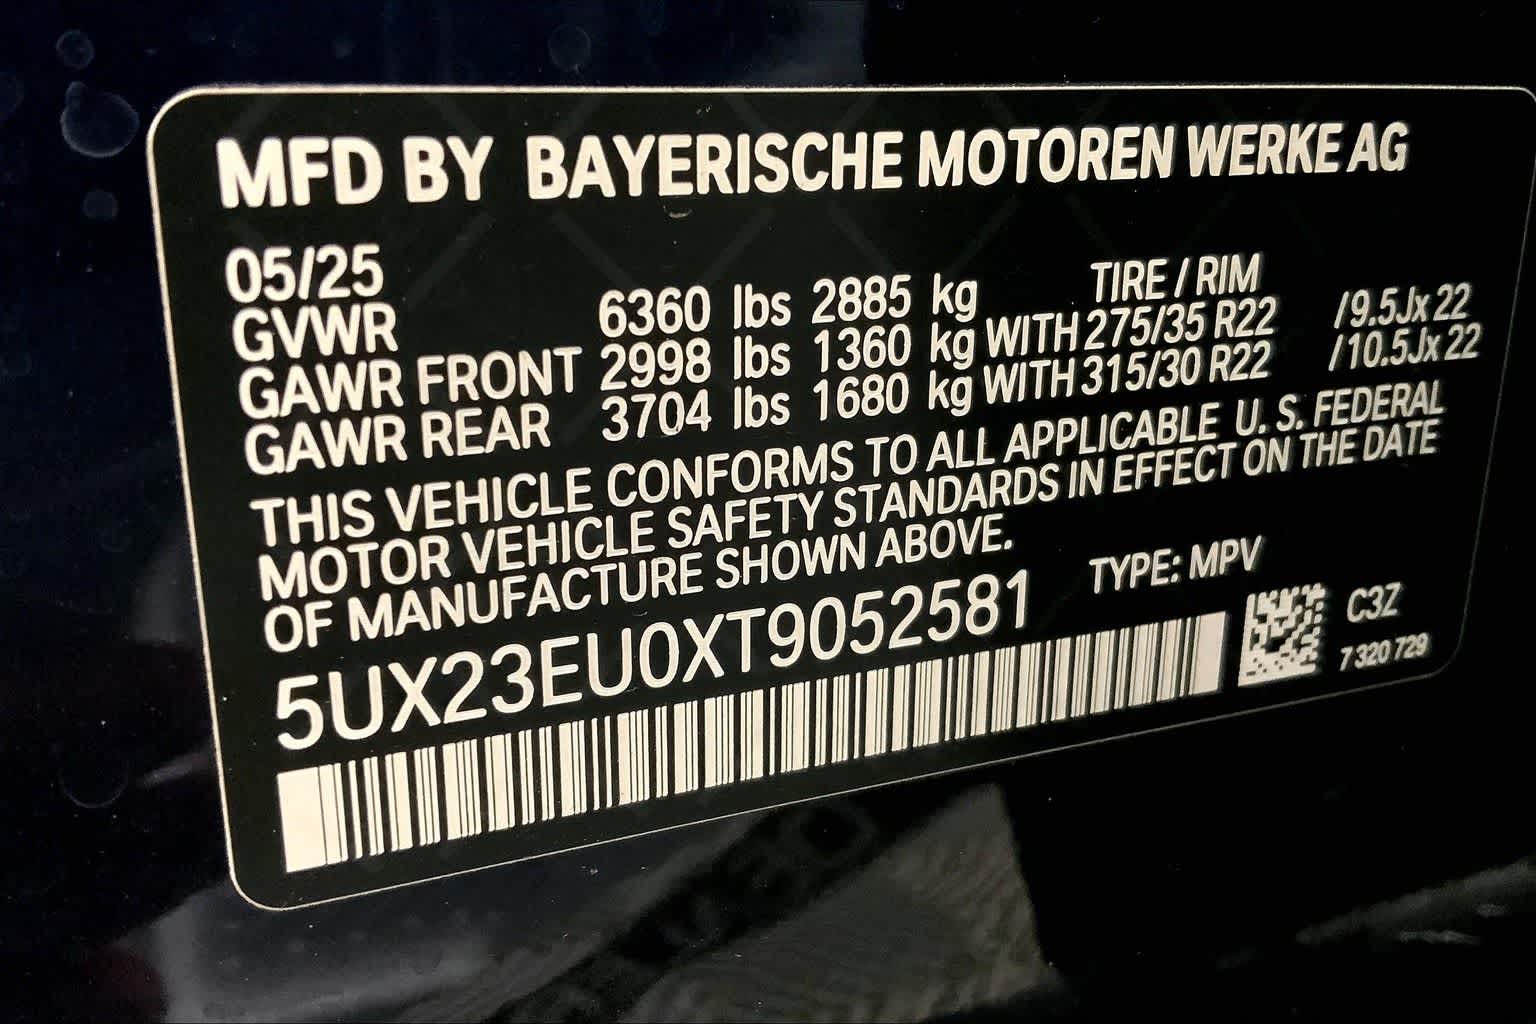 MFD BY BAYERISCHE MOTOREN WERKE AG
05/25 TIRE / RIM
GVWR 6360 lbs 2885 kg
GAWR FRONT 2998 lbs 1360 kg WITH 275/35 R22 /9.5Jx 22
GAWR REAR 3704 lbs 1680 kg WITH 315/30 R22 /10.5Jx 22
THIS VEHICLE CONFORMS TO ALL APPLICABLE U. S. FEDERAL
MOTOR VEHICLE SAFETY STANDARDS IN EFFECT ON THE DATE
OF MANUFACTURE SHOWN ABOVE.
TYPE: MPV
5UX23EU0XT9052581
C3Z
7 320 729